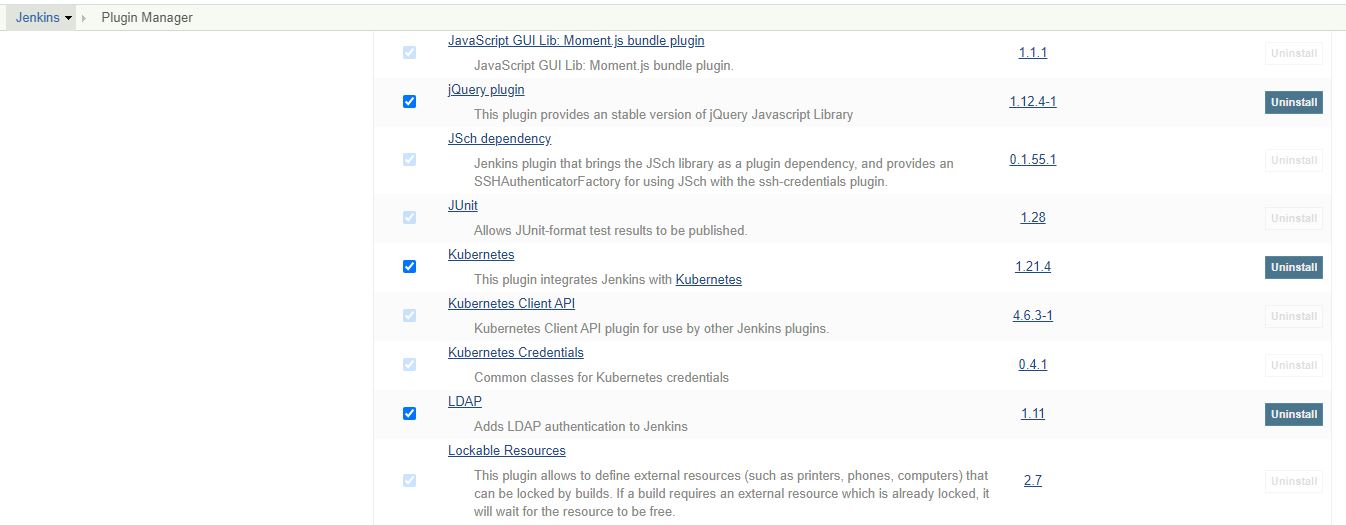 Jenkins Plugin Manager
JavaScript GUI Lib: Moment.js bundle plugin
JavaScript GUI Lib: Moment.js bundle plugin.
1.1.1
Uninstall
jQuery plugin
This plugin provides an stable version of jQuery Javascript Library
1.12.4-1
Uninstall
JSch dependency
Jenkins plugin that brings the JSch library as a plugin dependency, and provides an
SSHAuthenticatorFactory for using JSch with the ssh-credentials plugin.
0.1.55.1
Uninstall
JUnit
Allows JUnit-format test results to be published.
1.28
Uninstall
Kubernetes
This plugin integrates Jenkins with Kubernetes
1.21.4
Uninstall
Kubernetes Client API
Kubernetes Client API plugin for use by other Jenkins plugins.
4.6.3-1
Uninstall
Kubernetes Credentials
Common classes for Kubernetes credentials
0.4.1
Uninstall
LDAP
Adds LDAP authentication to Jenkins
1.11
Uninstall
Lockable Resources
This plugin allows to define external resources (such as printers, phones, computers) that
can be locked by builds. If a build requires an external resource which is already locked, it
will wait for the resource to be free.
2.7
Uninstall